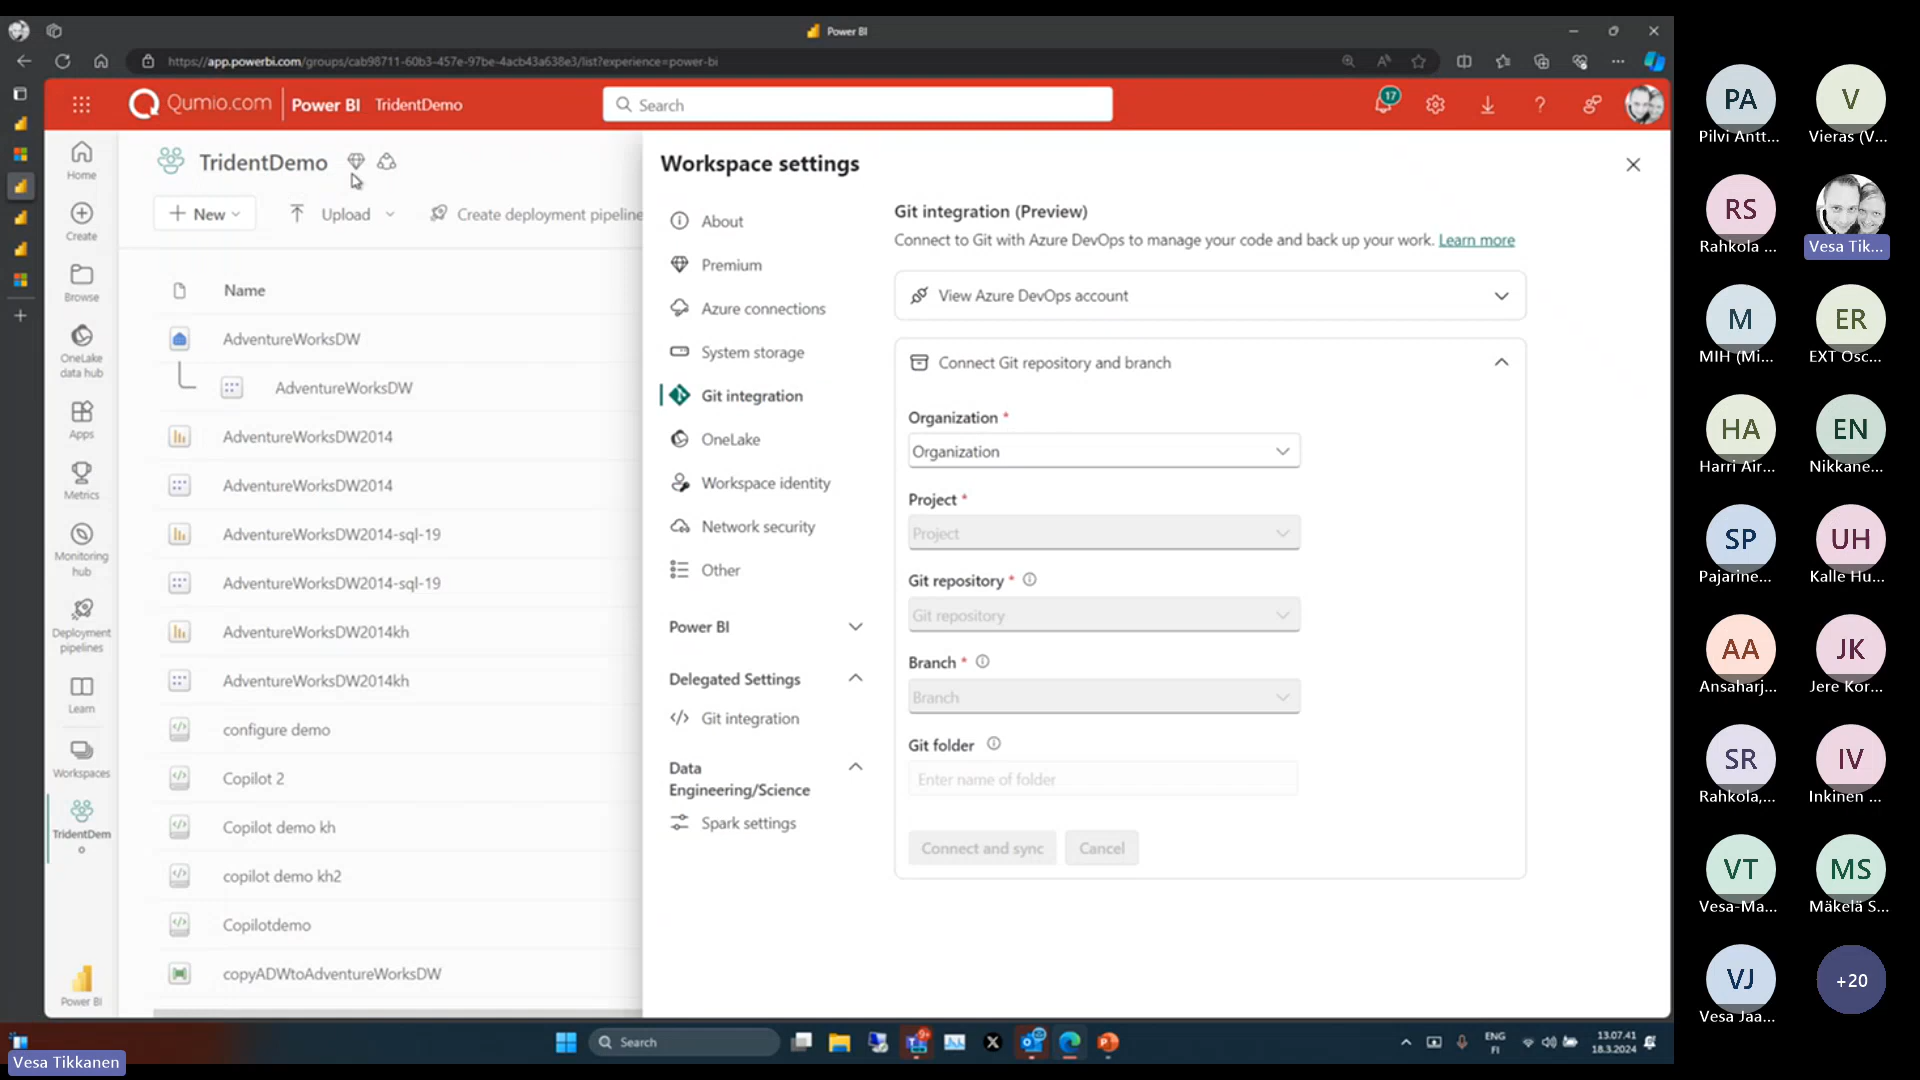 Power BI
https://app.powerbi.com/groups/cab98711-60b3-457e-97be-4acb43a638e3/list?experience=power-bi
Qumio.com
Power BI
TridentDemo
Search
17
?
Home
Create
Browse
OneLake
data hub
Apps
Metrics
Monitoring
hub
Deployment
pipelines
Learn
Workspaces
TridentDem
o
Power BI
TridentDemo
New
Upload
Create deployment pipeline
Name
AdventureWorksDW
AdventureWorksDW
AdventureWorksDW2014
AdventureWorksDW2014
AdventureWorksDW2014-sql-19
AdventureWorksDW2014-sql-19
AdventureWorksDW2014kh
AdventureWorksDW2014kh
configure demo
Copilot 2
Copilot demo kh
copilot demo kh2
Copilotdemo
copyADWtoAdventureWorksDW
Workspace settings
About
Premium
Azure connections
System storage
Git integration
OneLake
Workspace identity
Network security
Other
Power BI
Delegated Settings
Git integration
Data
Engineering/Science
Spark settings
Git integration (Preview)
Connect to Git with Azure DevOps to manage your code and back up your work. Learn more
View Azure DevOps account
Connect Git repository and branch
Organization *
Organization
Project *
Project
Git repository *
Git repository
Branch *
Branch
Git folder
Enter name of folder
Connect and sync
Cancel
PA
Pilvi Antt...
V
Vieras (V...
RS
Rahkola ...
Vesa Tik...
M
MIH (Mi...
ER
EXT Osc...
HA
Harri Air...
EN
Nikkane...
SP
Pajarine...
UH
Kalle Hu...
AA
Ansaharj...
JK
Jere Kor...
SR
Rahkola,...
IV
Inkinen ...
VT
Vesa-Ma...
MS
Mäkelä S...
VJ
Vesa Jaa...
+20
Search
ENG
FI
13.07.41
18.3.2024
Vesa Tikkanen